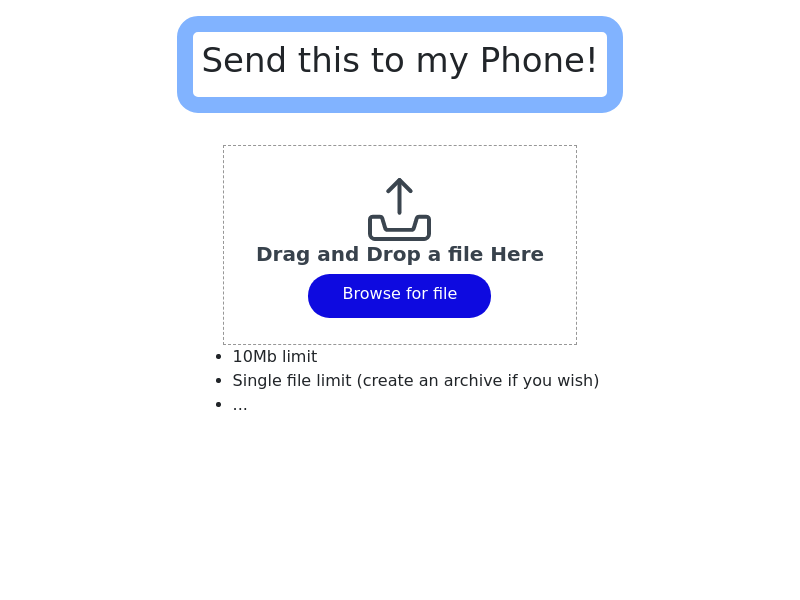 Send this to my Phone!
Drag and Drop a file Here
Browse for file
• 10Mb limit
• Single file limit (create an archive if you wish)
• ...